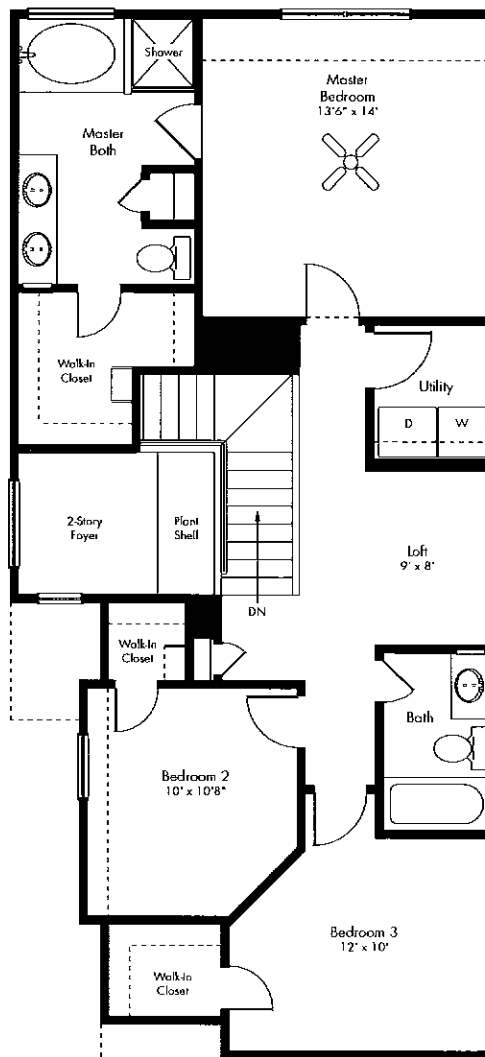 Shower
Master
Bedroom
13'6" x 14'
Master
Bath
Walk-In
Closet
Utility
D
W
2-Story
Foyer
Plant
Shelf
Loft
9' x 8'
DN
Walk-In
Closet
Bath
Bedroom 2
10' x 10'8"
Bedroom 3
12' x 10'
Walk-In
Closet